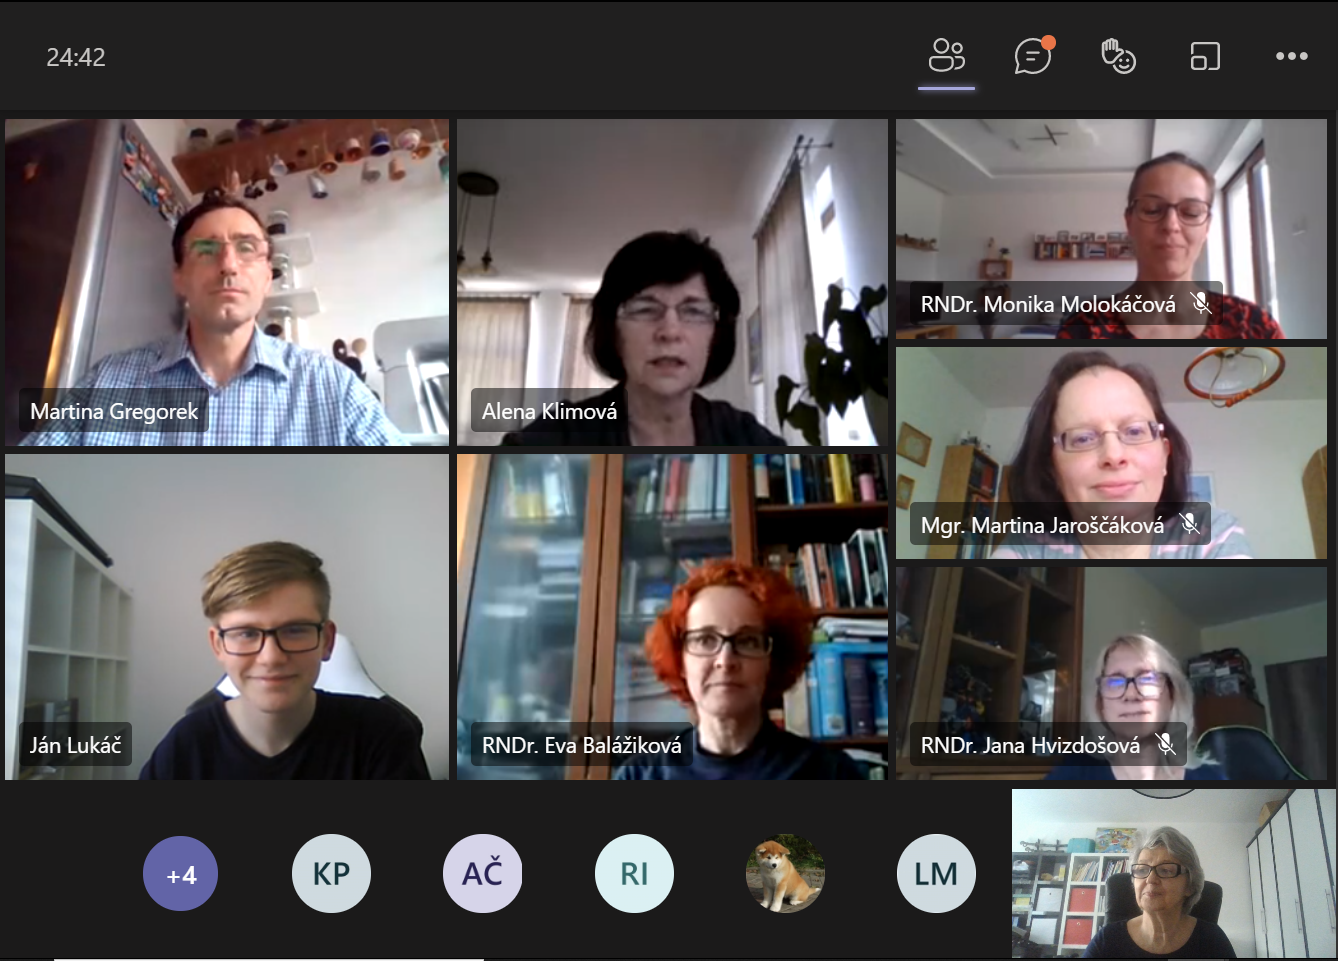 24:42
Martina Gregorek
Alena Klimová
RNDr. Monika Molokáčová
Mgr. Martina Jaroščáková
Ján Lukáč
RNDr. Eva Balážiková
RNDr. Jana Hvizdošová
+4
KP
AČ
RI
LM